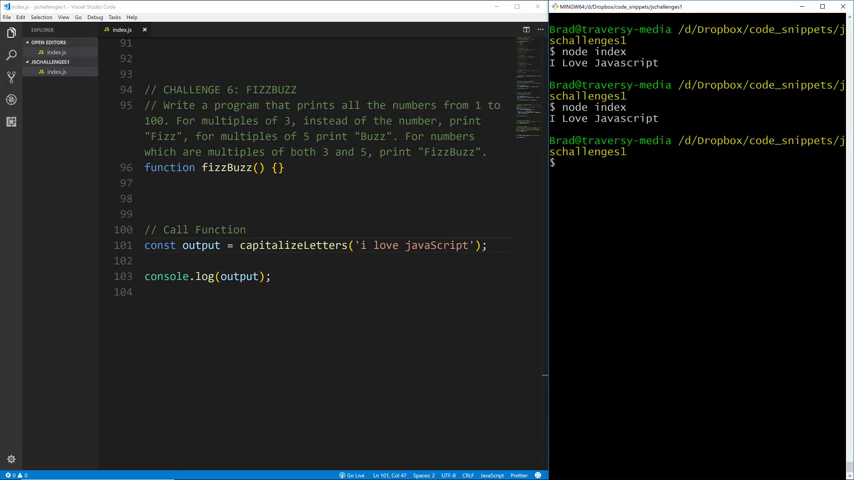 index.js - jschallenges1 - Visual Studio Code
File Edit Selection View Go Debug Tasks Help
EXPLORER
OPEN EDITORS
JS index.js
JSCHALLENGES1
JS index.js
JS index.js
91
92
93
94 // CHALLENGE 6: FIZZBUZZ
95 // Write a program that prints all the numbers from 1 to
100. For multiples of 3, instead of the number, print
"Fizz", for multiples of 5 print "Buzz". For numbers
which are multiples of both 3 and 5, print "FizzBuzz".
96 function fizzBuzz() {}
97
98
99
100 // Call Function
101 const output = capitalizeLetters('i love javaScript');
102
103 console.log(output);
104
0 0
Go Live Ln 101, Col 47 Spaces: 2 UTF-8 CRLF JavaScript Prettier
MINGW64:/d/Dropbox/code_snippets/jschallenges1
Brad@traversy-media /d/Dropbox/code_snippets/j
schallenges1
$ node index
I Love Javascript
Brad@traversy-media /d/Dropbox/code_snippets/j
schallenges1
$ node index
I Love Javascript
Brad@traversy-media /d/Dropbox/code_snippets/j
schallenges1
$